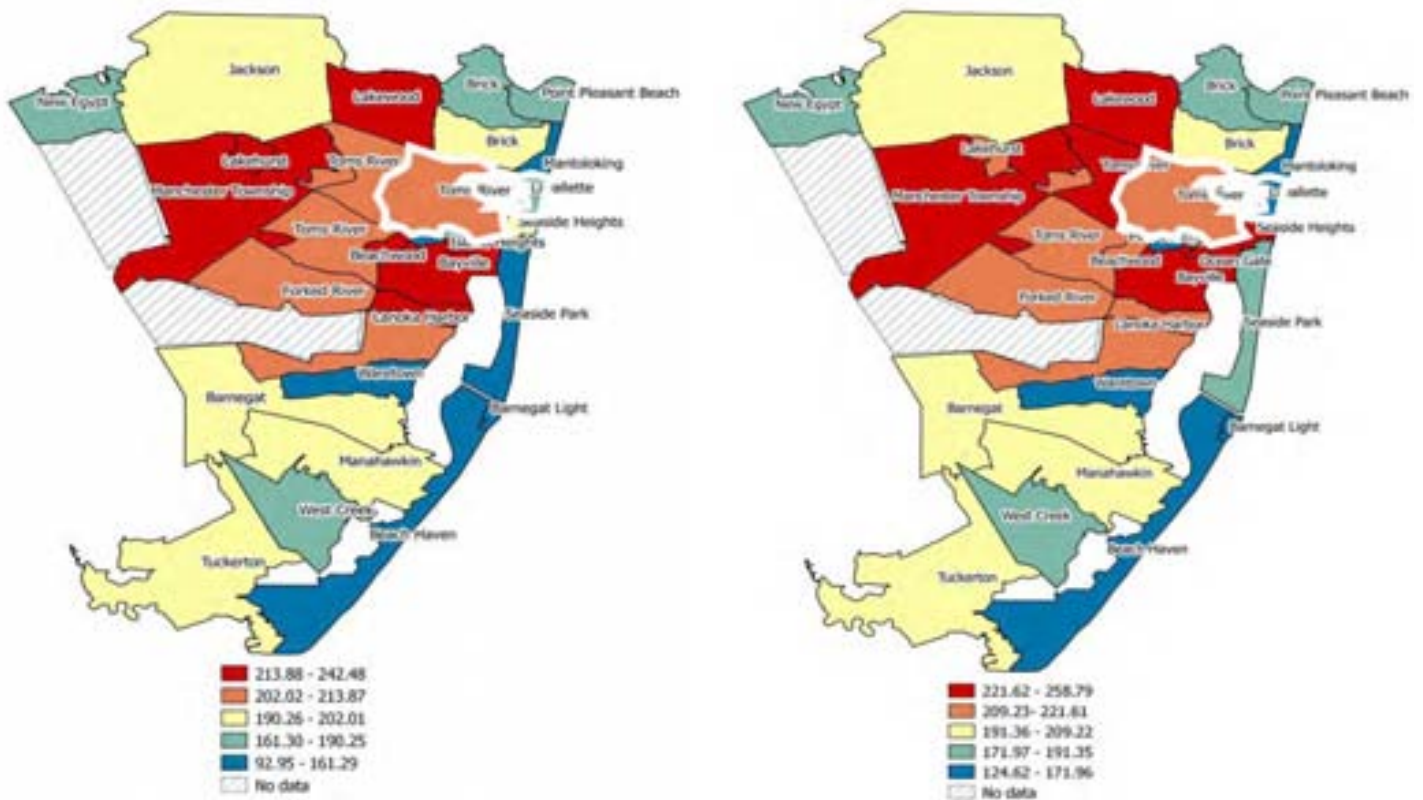 Jackson
Lakewood
Brick
Point Pleasant Beach
New Egypt
Brick
Lakehurst
Toms River
Mantoloking
Manchester Township
Toms River
allette
Seaside Heights
Toms River
Heights
Beachwood
Bayville
Forked River
Lanoka Harbor
Seaside Park
Waretown
Barnegat
Barnegat Light
Manahawkin
West Creek
Beach Haven
Tuckerton
213.88 - 242.48
202.02 - 213.87
190.26 - 202.01
161.30 - 190.25
92.95 - 161.29
No data
Jackson
Lakewood
Brick
Point Pleasant Beach
New Egypt
Brick
Lakehurst
Mantoloking
Manchester Township
allette
Seaside Heights
Toms River
Beachwood
Ocean Gate
Bayville
Forked River
Lanoka Harbor
Seaside Park
Waretown
Barnegat
Barnegat Light
Manahawkin
West Creek
Beach Haven
Tuckerton
221.62 - 258.79
209.23- 221.61
191.36 - 209.22
171.97 - 191.35
124.62 - 171.96
No data